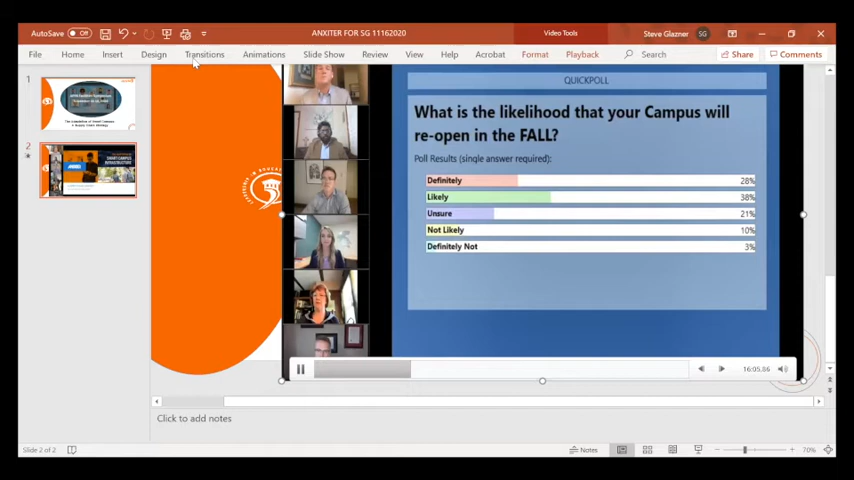 AutoSave Off
ANXITER FOR SG 11162020
Video Tools
Steve Glazner SG
File Home Insert Design Transitions Animations Slide Show Review View Help Acrobat Format Playback Search Share Comments
1
2
QUICKPOLL
What is the likelihood that your Campus will
re-open in the FALL?
Poll Results (single answer required):
Definitely 28%
Likely 38%
Unsure 21%
Not Likely 10%
Definitely Not 3%
16:05.86
Click to add notes
Slide 2 of 2
Notes
70%